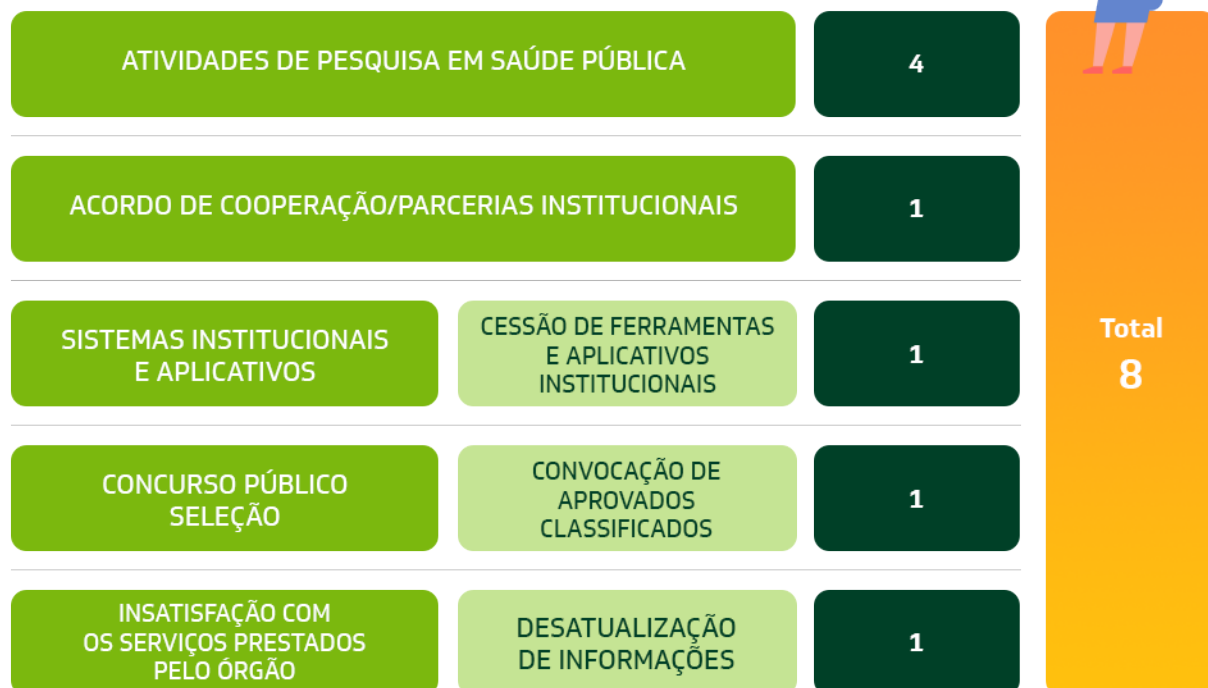 ATIVIDADES DE PESQUISA EM SAÚDE PÚBLICA
4
ACORDO DE COOPERAÇÃO/PARCERIAS INSTITUCIONAIS
1
SISTEMAS INSTITUCIONAIS
E APLICATIVOS
CESSÃO DE FERRAMENTAS
E APLICATIVOS
INSTITUCIONAIS
1
CONCURSO PÚBLICO
SELEÇÃO
CONVOCAÇÃO DE
APROVADOS
CLASSIFICADOS
1
INSATISFAÇÃO COM
OS SERVIÇOS PRESTADOS
PELO ÓRGÃO
DESATUALIZAÇÃO
DE INFORMAÇÕES
1
Total
8